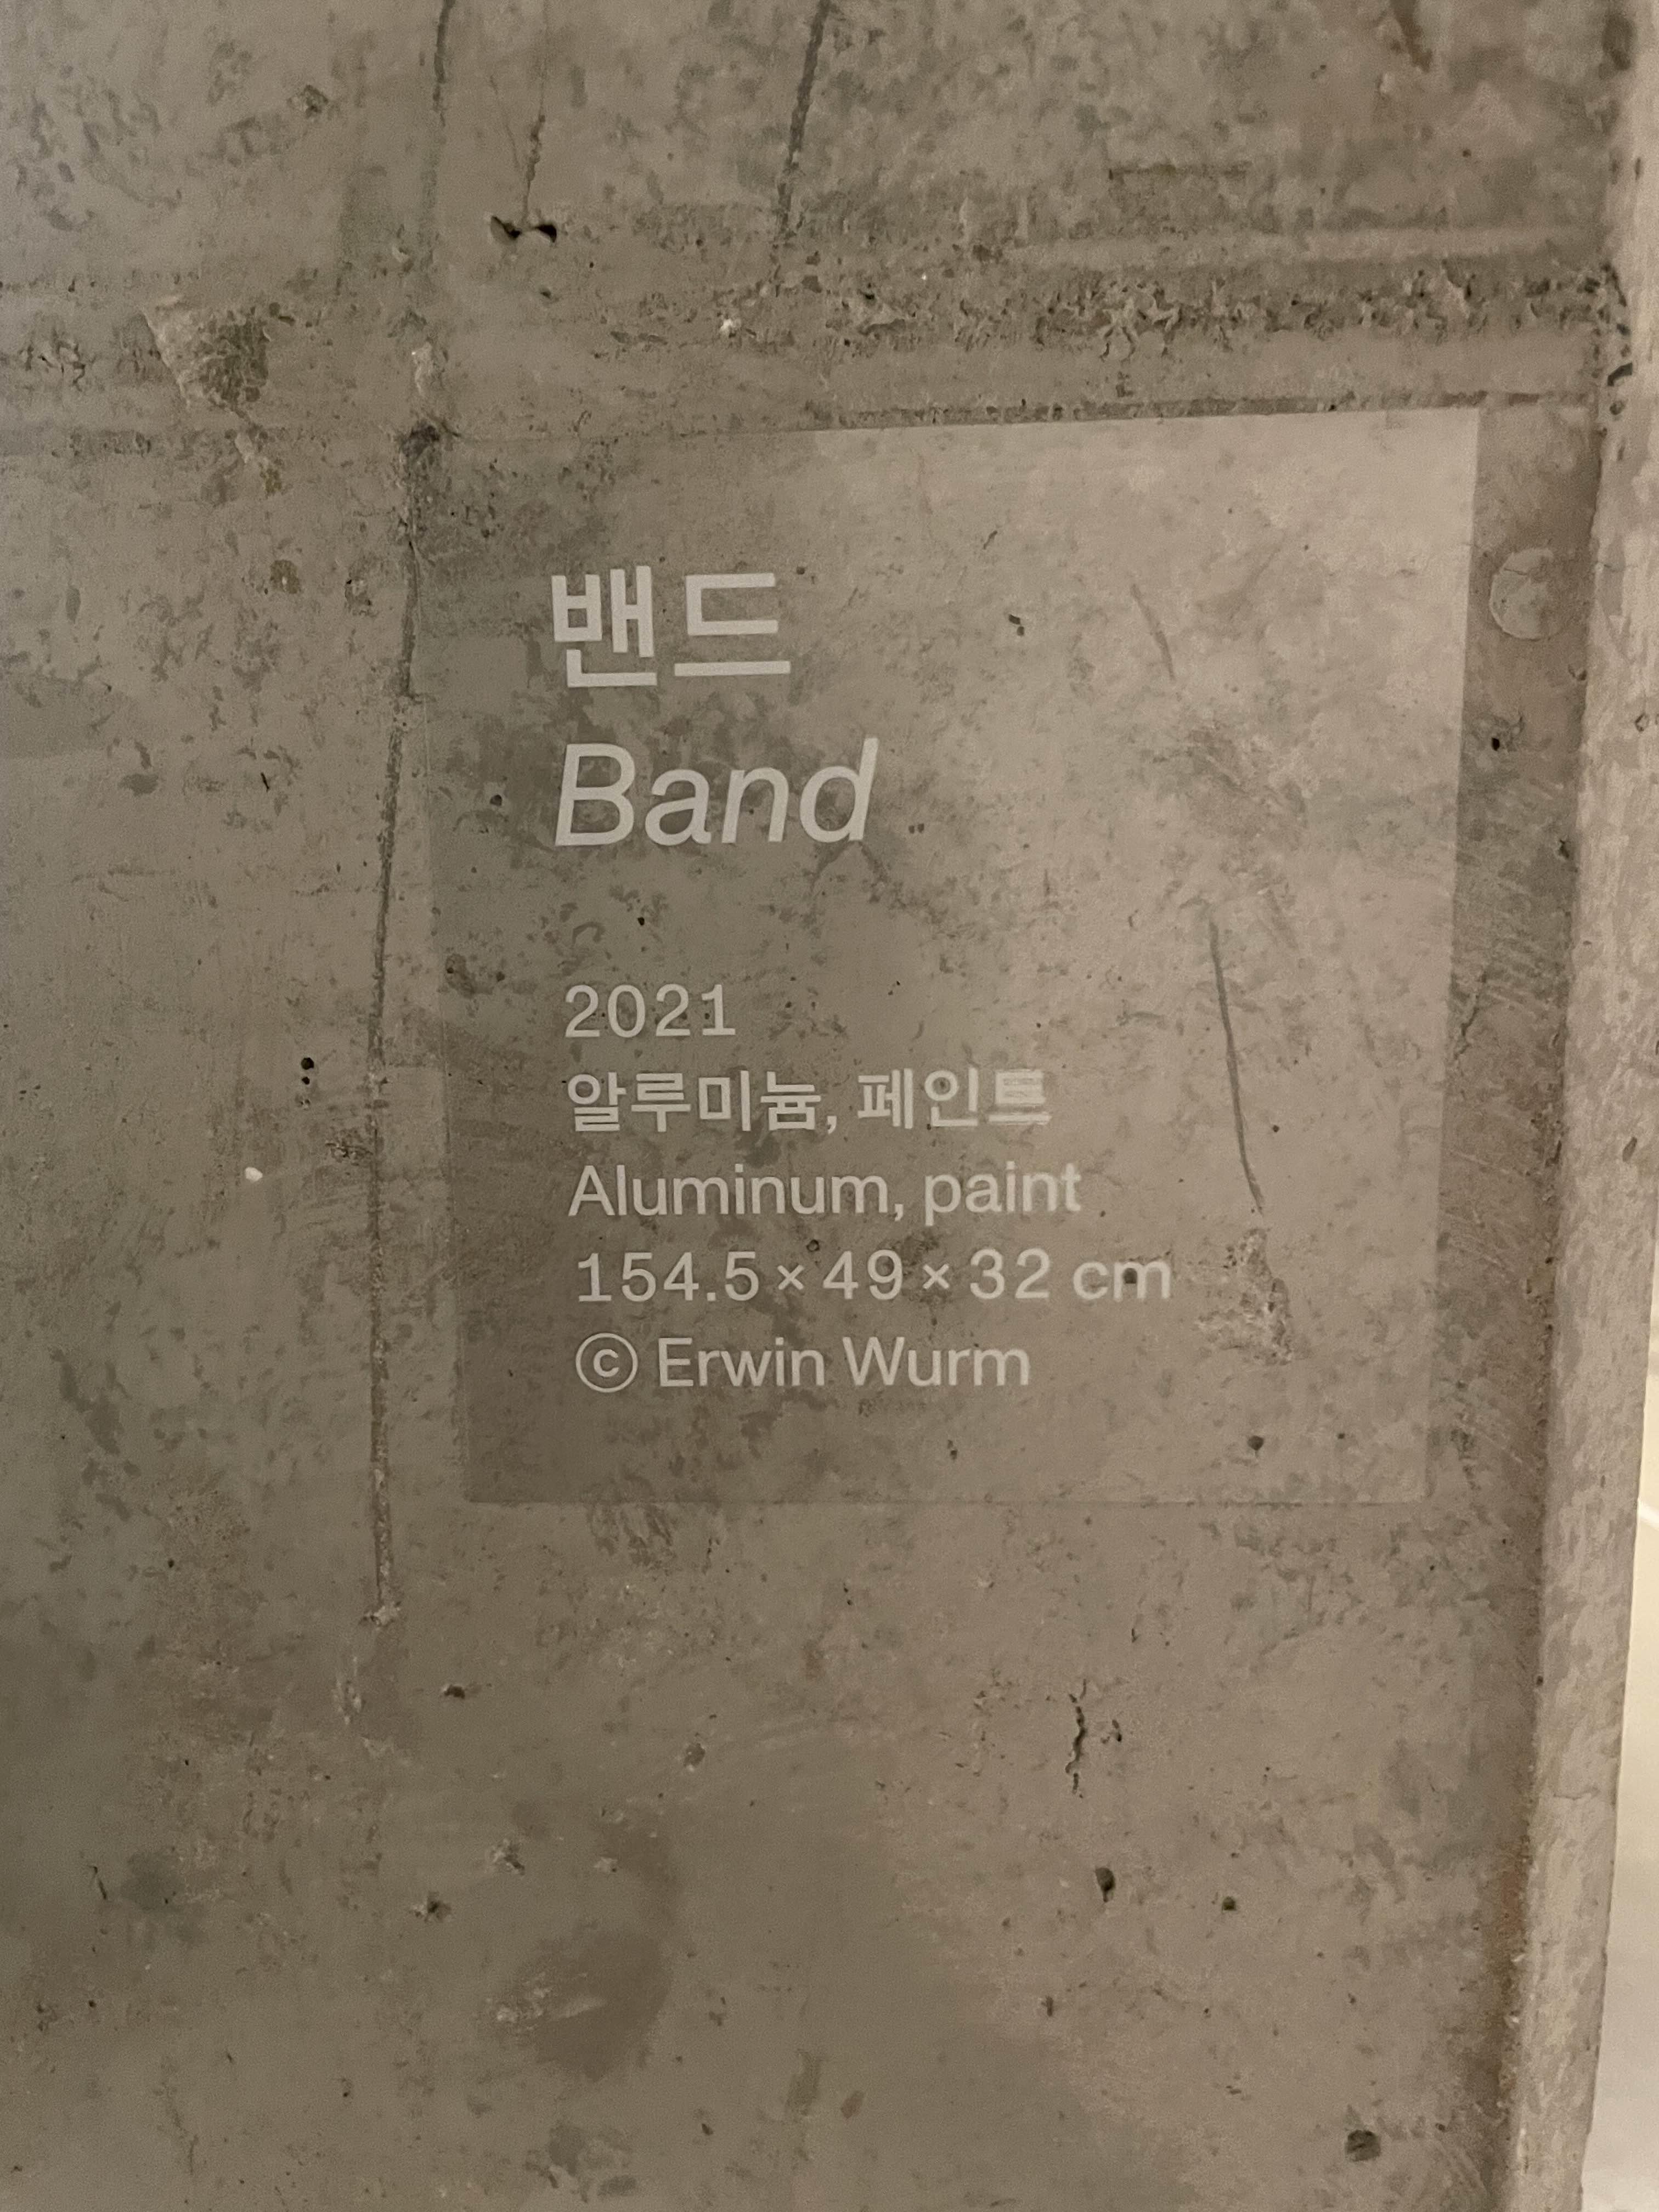 밴드
Band
2021
알루미늄, 페인트
Aluminum, paint
154.5 × 49 × 32 cm
© Erwin Wurm